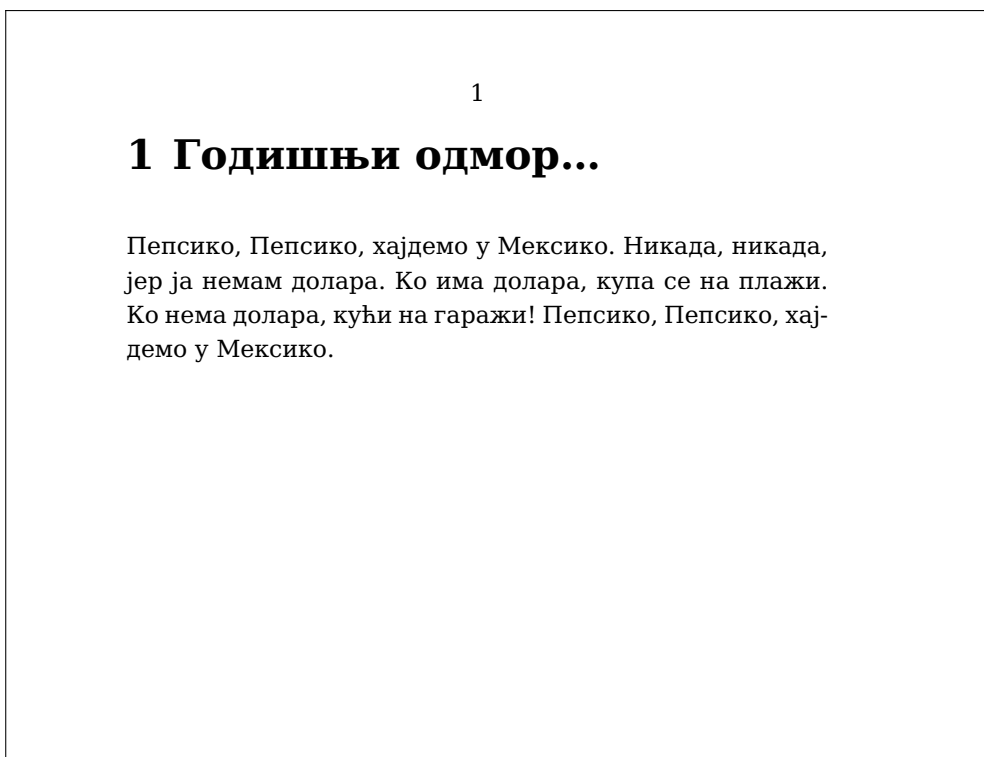 1
1 Годишњи одмор...
Пепсико, Пепсико, хајдемо у Мексико. Никада, никада,
јер ја немам долара. Ко има долара, купа се на плажи.
Ко нема долара, кући на гаражи! Пепсико, Пепсико, хај-
демо у Мексико.